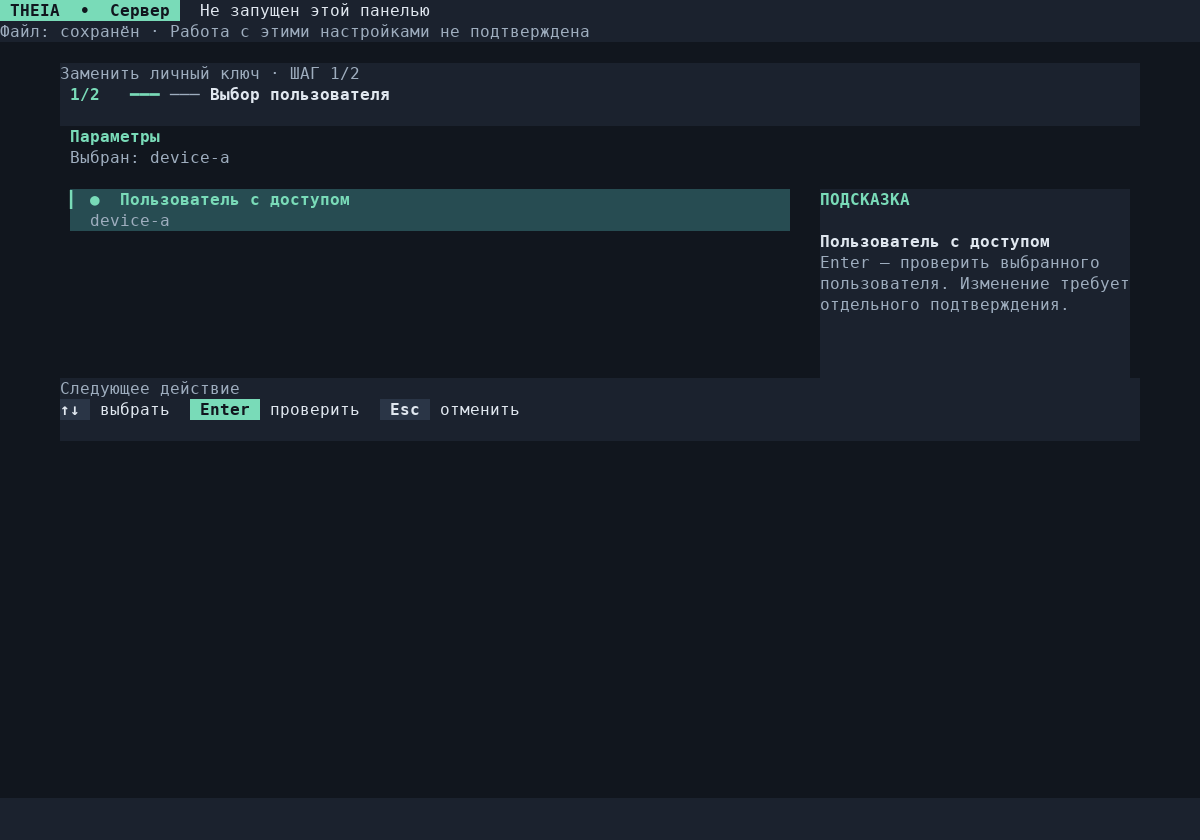 THEIA • Сервер Не запущен этой панелью
Файл: сохранён · Работа с этими настройками не подтверждена
Заменить личный ключ · ШАГ 1/2
1/2 ━━━ ─── Выбор пользователя
Параметры
Выбран: device-a
● Пользователь с доступом
device-a
ПОДСКАЗКА
Пользователь с доступом
Enter — проверить выбранного
пользователя. Изменение требует
отдельного подтверждения.
Следующее действие
↑↓ выбрать Enter проверить Esc отменить